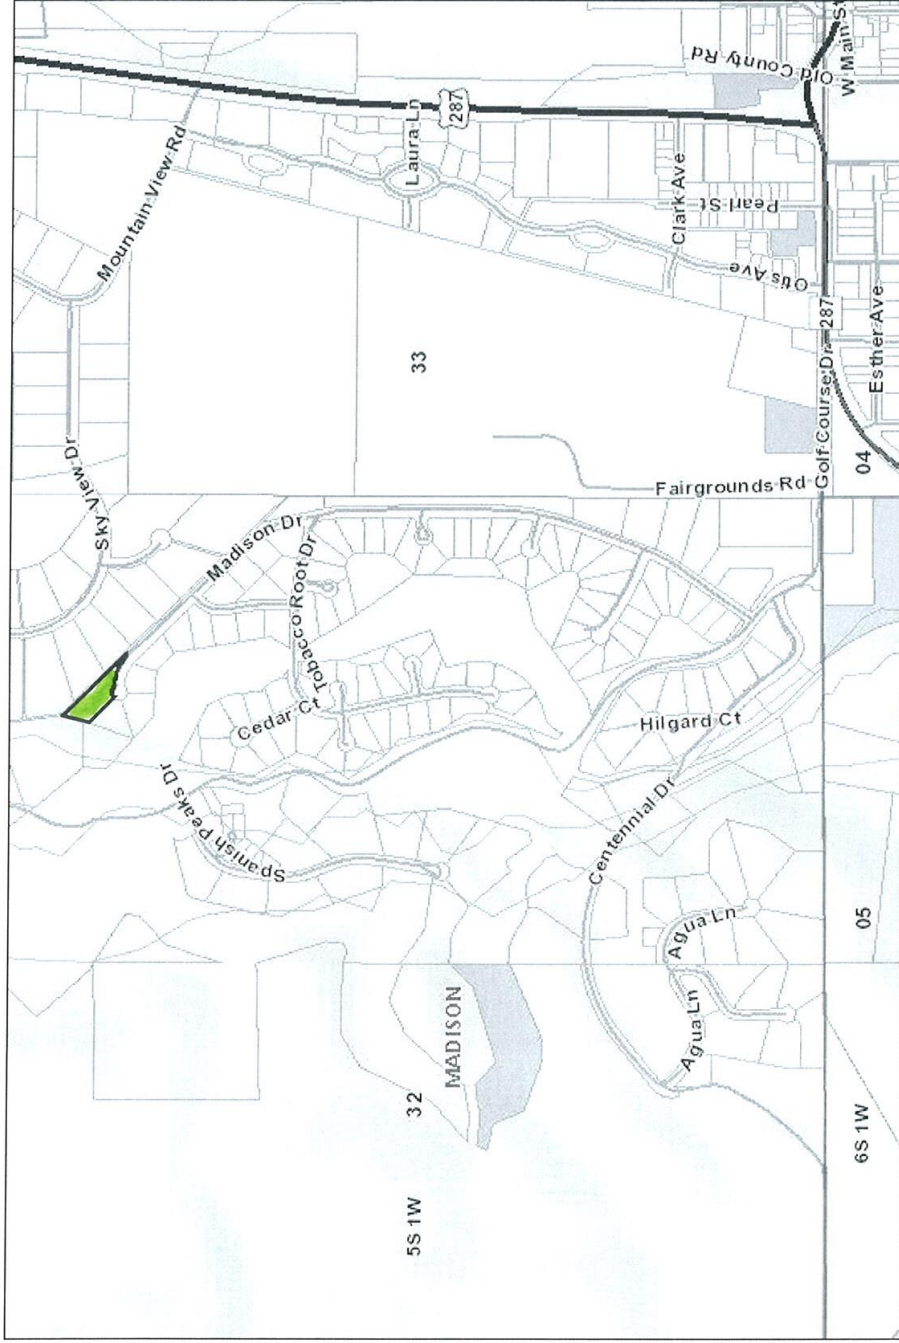 Old County Rd
W Main St
287
Laura Ln
Mountain View Rd
Clark Ave
Pearl St
Otis Ave
287
Esther Ave
33
Sky View Dr
Golf Course Dr
04
Fairgrounds Rd
Madison Dr
Tobacco Root Dr
Cedar Ct
Hilgard Ct
Spanish Peaks Dr
Centennial Dr
Agua Ln
05
Agua Ln
MADISON
32
6S 1W
5S 1W